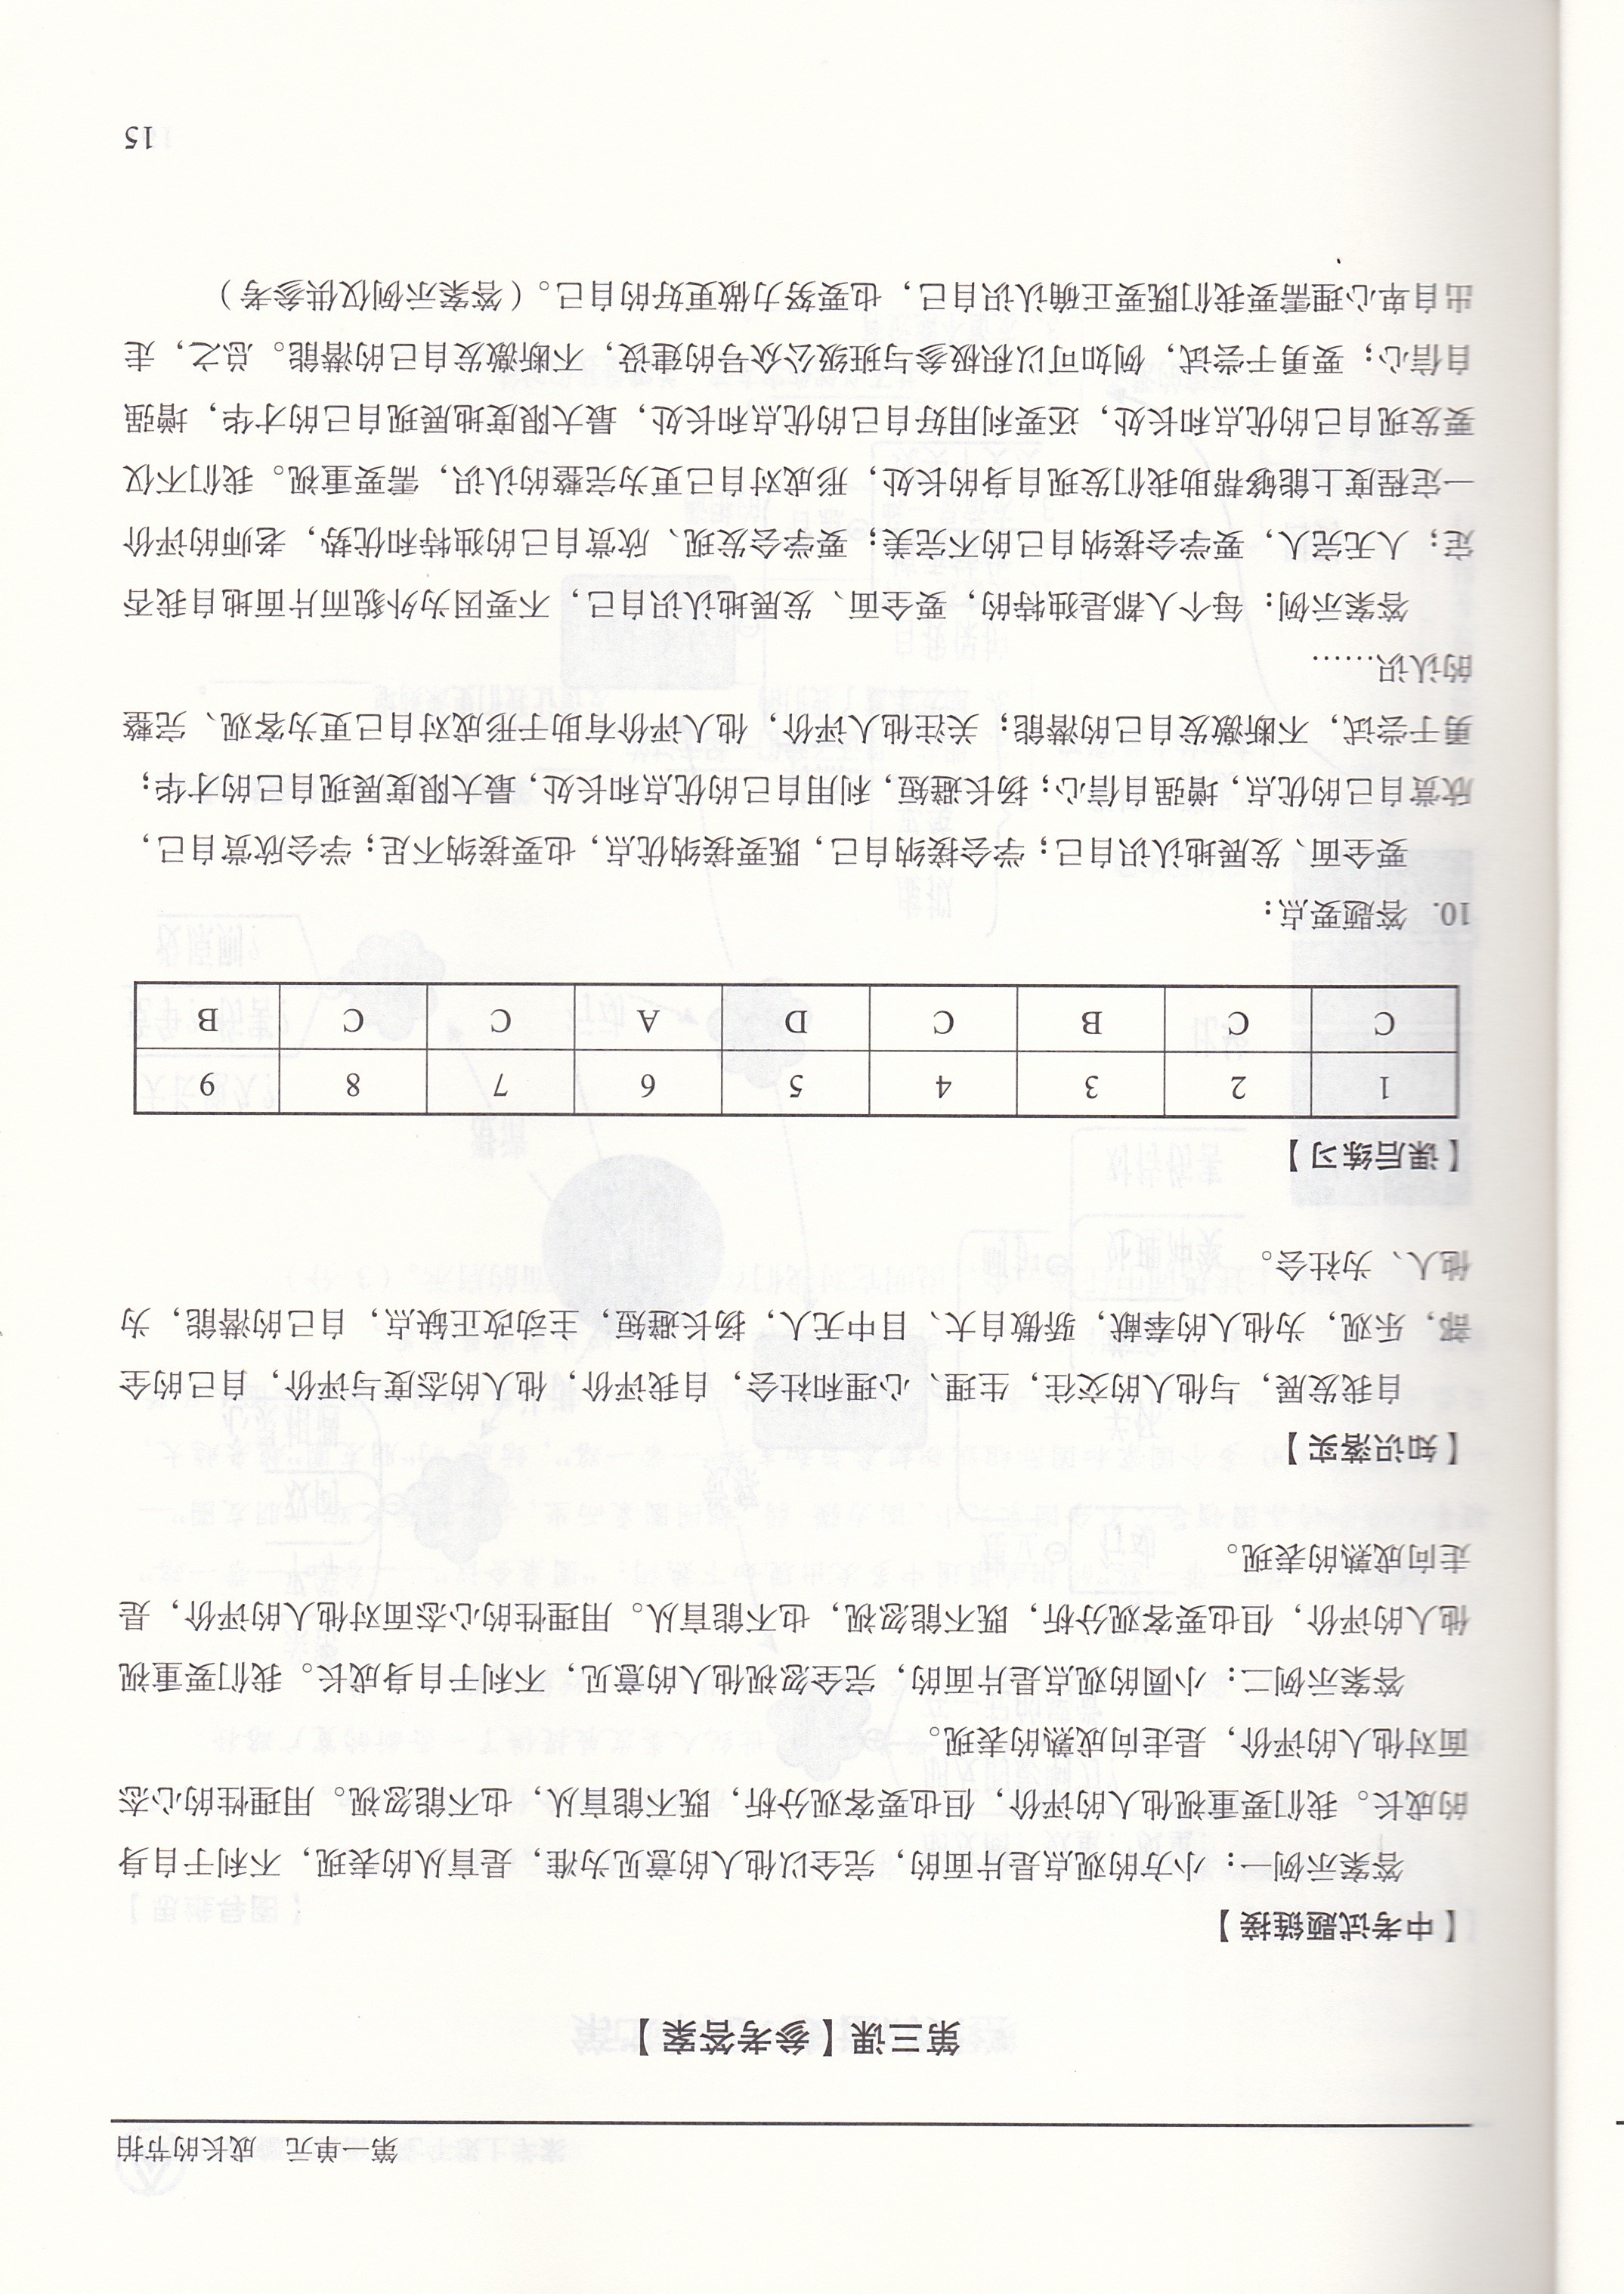 第一单元　成长的节拍
第三课【参考答案】
【中考试题链接】
答案示例一：小方的观点是片面的，完全以他人的意见为准，是盲从的表现，不利于自身
的成长。我们要重视他人的评价，但也要客观分析，既不能盲从，也不能忽视。用理性的心态
面对他人的评价，是走向成熟的表现。
答案示例二：小圆的观点是片面的，完全忽视他人的意见，不利于自身成长。我们要重视
他人的评价，但也要客观分析，既不能忽视，也不能盲从。用理性的心态面对他人的评价，是
走向成熟的表现。
【知识落实】
自我发展，与他人的交往，生理、心理和社会，自我评价，他人的态度与评价，自己的全
部，乐观，为他人的奉献，骄傲自大、目中无人，扬长避短，主动改正缺点，自己的潜能，为
他人、为社会。
【课后练习】
1 2 3 4 5 6 7 8 9
C C B C D A C C B
10. 答题要点：
要全面、发展地认识自己；学会接纳自己，既要接纳优点，也要接纳不足；学会欣赏自己，
欣赏自己的优点，增强自信心；扬长避短，利用自己的优点和长处，最大限度展现自己的才华；
勇于尝试，不断激发自己的潜能；关注他人评价，他人评价有助于形成对自己更为客观、完整
的认识……
答案示例：每个人都是独特的，要全面、发展地认识自己，不要因为外貌而片面地自我否
定；人无完人，要学会接纳自己的不完美；要学会发现、欣赏自己的独特和优势，老师的评价
一定程度上能够帮助我们发现自身的长处，形成对自己更为完整的认识，需要重视。我们不仅
要发现自己的优点和长处，还要利用好自己的优点和长处，最大限度地展现自己的才华，增强
自信心；要勇于尝试，例如可以积极参与班级公众号的建设，不断激发自己的潜能。总之，走
出自卑心理需要我们既要正确认识自己，也要努力做更好的自己。（答案示例仅供参考）
15